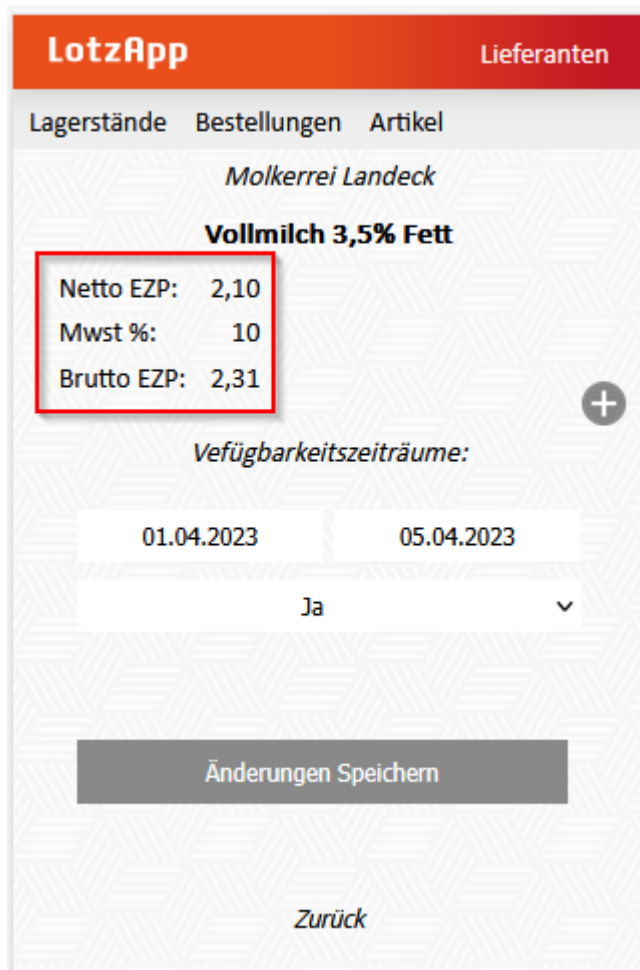 LotzApp Lieferanten
Lagerstände Bestellungen Artikel
Molkerrei Landeck
Vollmilch 3,5% Fett
Netto EZP: 2,10
Mwst %: 10
Brutto EZP: 2,31
Vefügbarkeitszeiträume:
01.04.2023 05.04.2023
Ja
Änderungen Speichern
Zurück